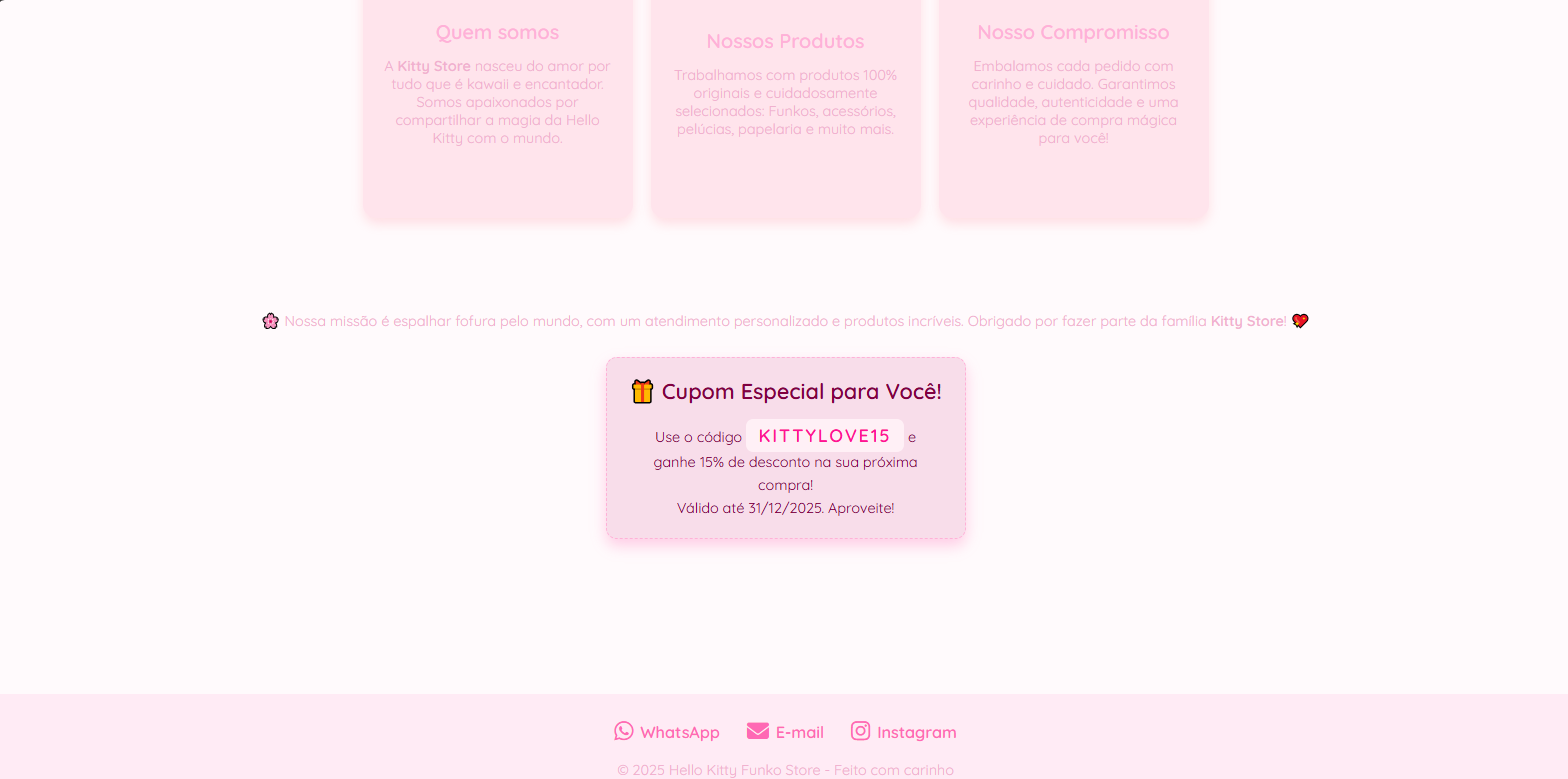 Quem somos
A Kitty Store nasceu do amor por
tudo que é kawaii e encantador.
Somos apaixonados por
compartilhar a magia da Hello
Kitty com o mundo.
Nossos Produtos
Trabalhamos com produtos 100%
originais e cuidadosamente
selecionados: Funkos, acessórios,
pelúcias, papelaria e muito mais.
Nosso Compromisso
Embalamos cada pedido com
carinho e cuidado. Garantimos
qualidade, autenticidade e uma
experiência de compra mágica
para você!
🌸 Nossa missão é espalhar fofura pelo mundo, com um atendimento personalizado e produtos incríveis. Obrigado por fazer parte da família Kitty Store! 💖
🎁 Cupom Especial para Você!
Use o código KITTYLOVE15 e
ganhe 15% de desconto na sua próxima
compra!
Válido até 31/12/2025. Aproveite!
WhatsApp E-mail Instagram
© 2025 Hello Kitty Funko Store - Feito com carinho